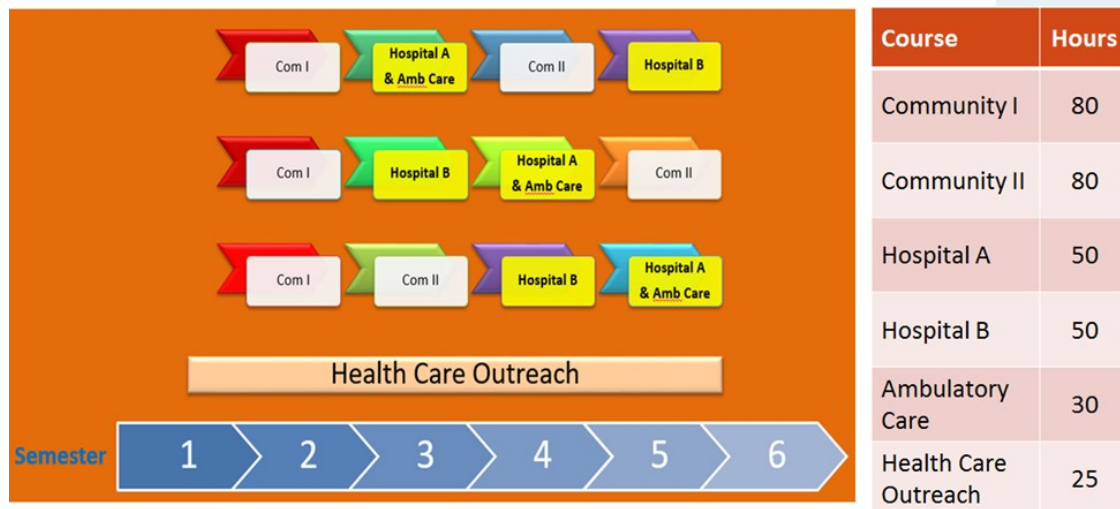 Com I
Hospital A
& Amb Care
Com II
Hospital B
Com I
Hospital B
Hospital A
& Amb Care
Com II
Com I
Com II
Hospital B
Hospital A
& Amb Care
Health Care Outreach
Semester 1 2 3 4 5 6
Course Hours
Community I 80
Community II 80
Hospital A 50
Hospital B 50
Ambulatory
Care 30
Health Care
Outreach 25